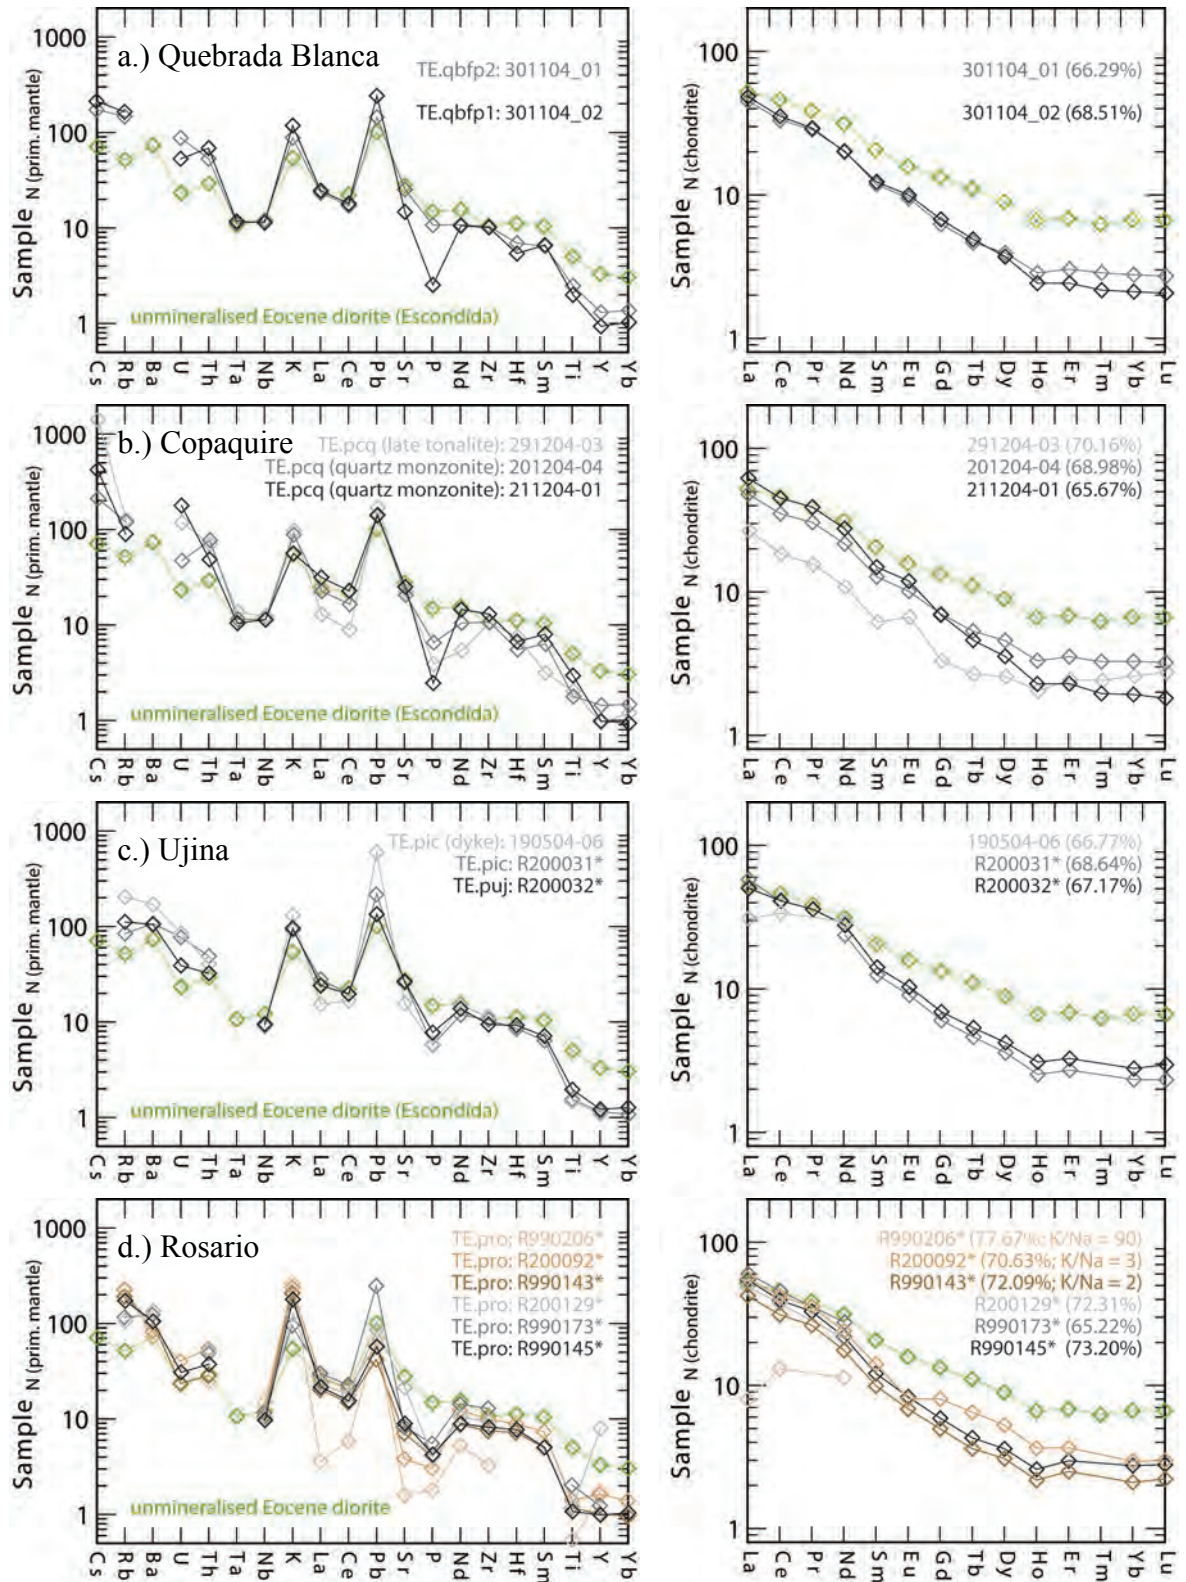 a.) Quebrada Blanca
TE.qbfp2: 301104_01
TE.qbfp1: 301104_02
unmineralised Eocene diorite (Escondida)
Sample N (prim. mantle)
1000
100
10
1
Cs Rb Ba U Th Ta Nb K La Ce Pb Sr P Nd Zr Hf Sm Ti Y Yb
301104_01 (66.29%)
301104_02 (68.51%)
Sample N (chondrite)
100
10
1
La Ce Pr Nd Sm Eu Gd Tb Dy Ho Er Tm Yb Lu
b.) Copaquire
TE.pcq (late tonalite): 291204-03
TE.pcq (quartz monzonite): 201204-04
TE.pcq (quartz monzonite): 211204-01
unmineralised Eocene diorite (Escondida)
Sample N (prim. mantle)
1000
100
10
1
Cs Rb Ba U Th Ta Nb K La Ce Pb Sr P Nd Zr Hf Sm Ti Y Yb
291204-03 (70.16%)
201204-04 (68.98%)
211204-01 (65.67%)
Sample N (chondrite)
100
10
1
La Ce Pr Nd Sm Eu Gd Tb Dy Ho Er Tm Yb Lu
c.) Ujina
TE.pic (dyke): 190504-06
TE.pic: R200031*
TE.puj: R200032*
unmineralised Eocene diorite (Escondida)
Sample N (prim. mantle)
1000
100
10
1
Cs Rb Ba U Th Ta Nb K La Ce Pb Sr P Nd Zr Hf Sm Ti Y Yb
190504-06 (66.77%)
R200031* (68.64%)
R200032* (67.17%)
Sample N (chondrite)
100
10
1
La Ce Pr Nd Sm Eu Gd Tb Dy Ho Er Tm Yb Lu
d.) Rosario
TE.pro: R990206*
TE.pro: R200092*
TE.pro: R990143*
TE.pro: R200129*
TE.pro: R990173*
TE.pro: R990145*
unmineralised Eocene diorite
Sample N (prim. mantle)
1000
100
10
1
Cs Rb Ba U Th Ta Nb K La Ce Pb Sr P Nd Zr Hf Sm Ti Y Yb
R990206* (77.67%; K/Na = 90)
R200092* (70.63%; K/Na = 3)
R990143* (72.09%; K/Na = 2)
R200129* (72.31%)
R990173* (65.22%)
R990145* (73.20%)
Sample N (chondrite)
100
10
1
La Ce Pr Nd Sm Eu Gd Tb Dy Ho Er Tm Yb Lu